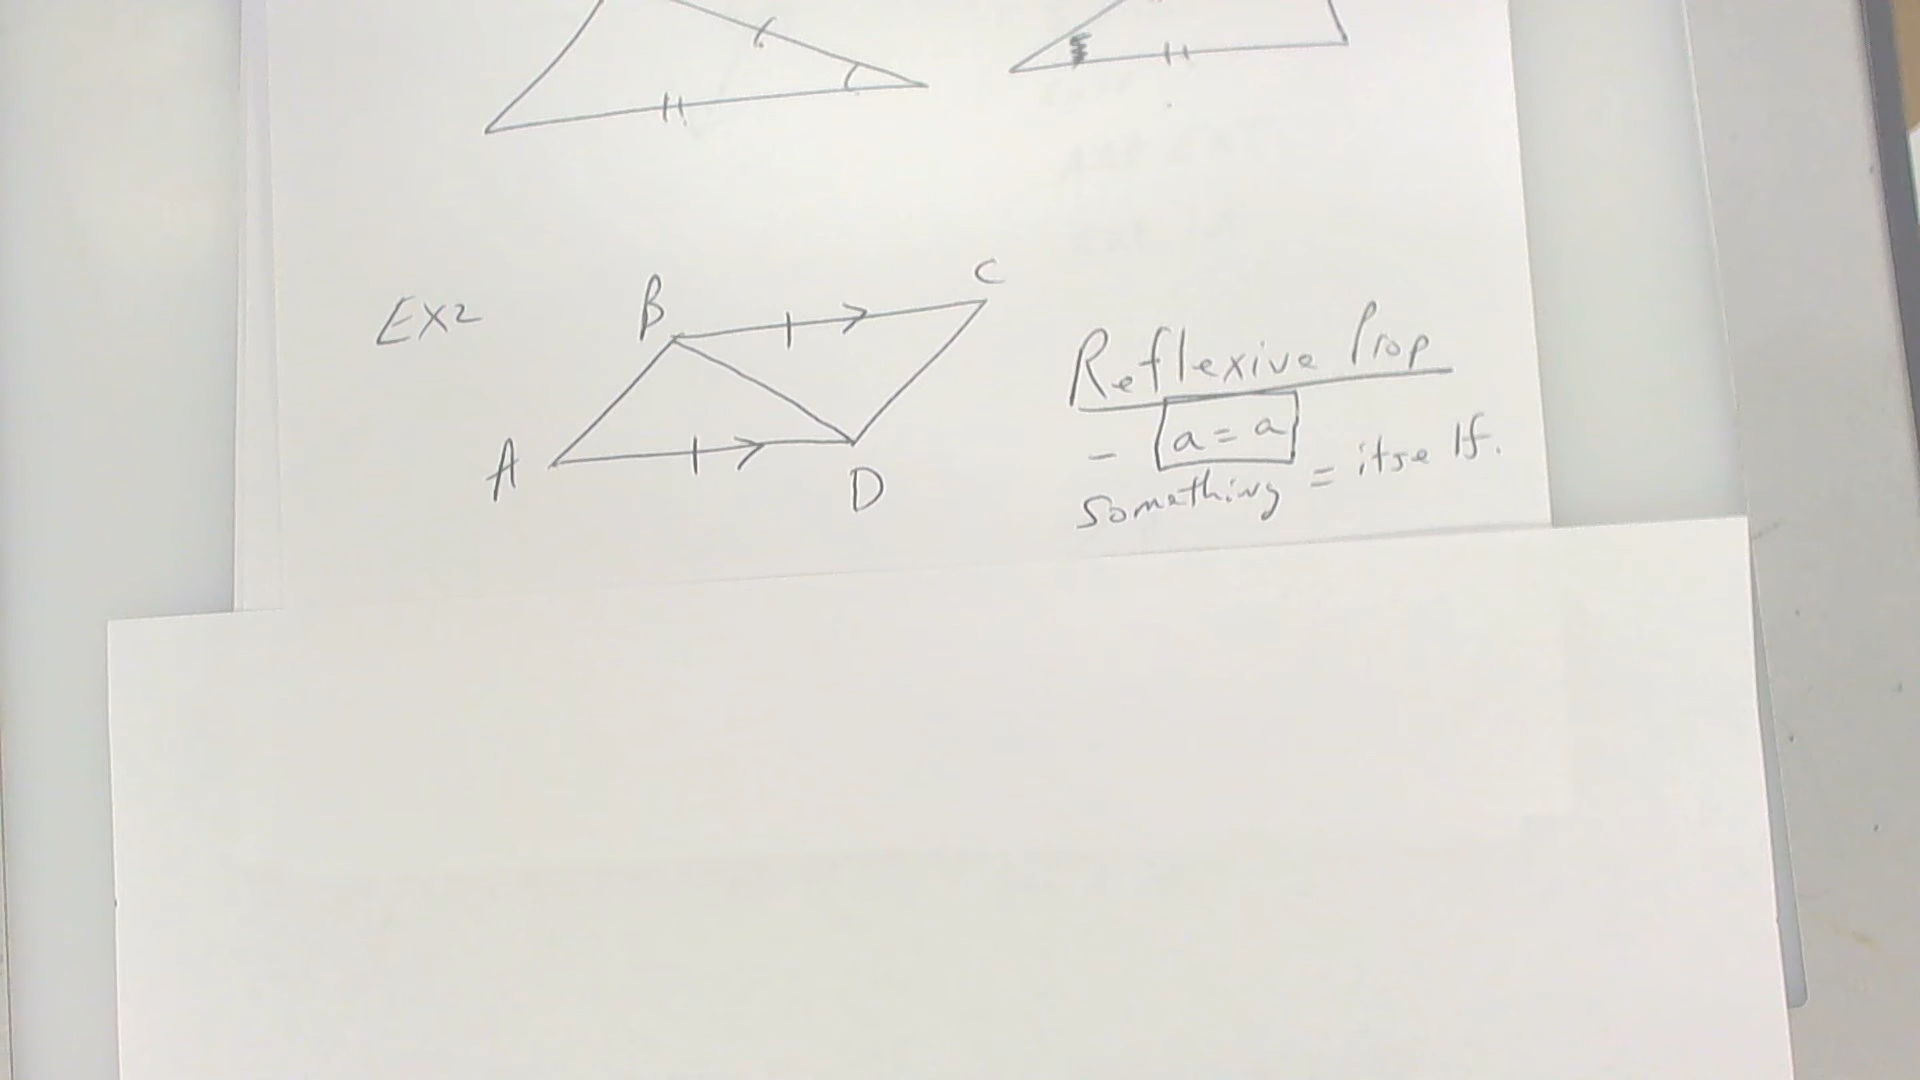 Ex2
B
C
A
D
Reflexive Prop
- a = a
something = itself.